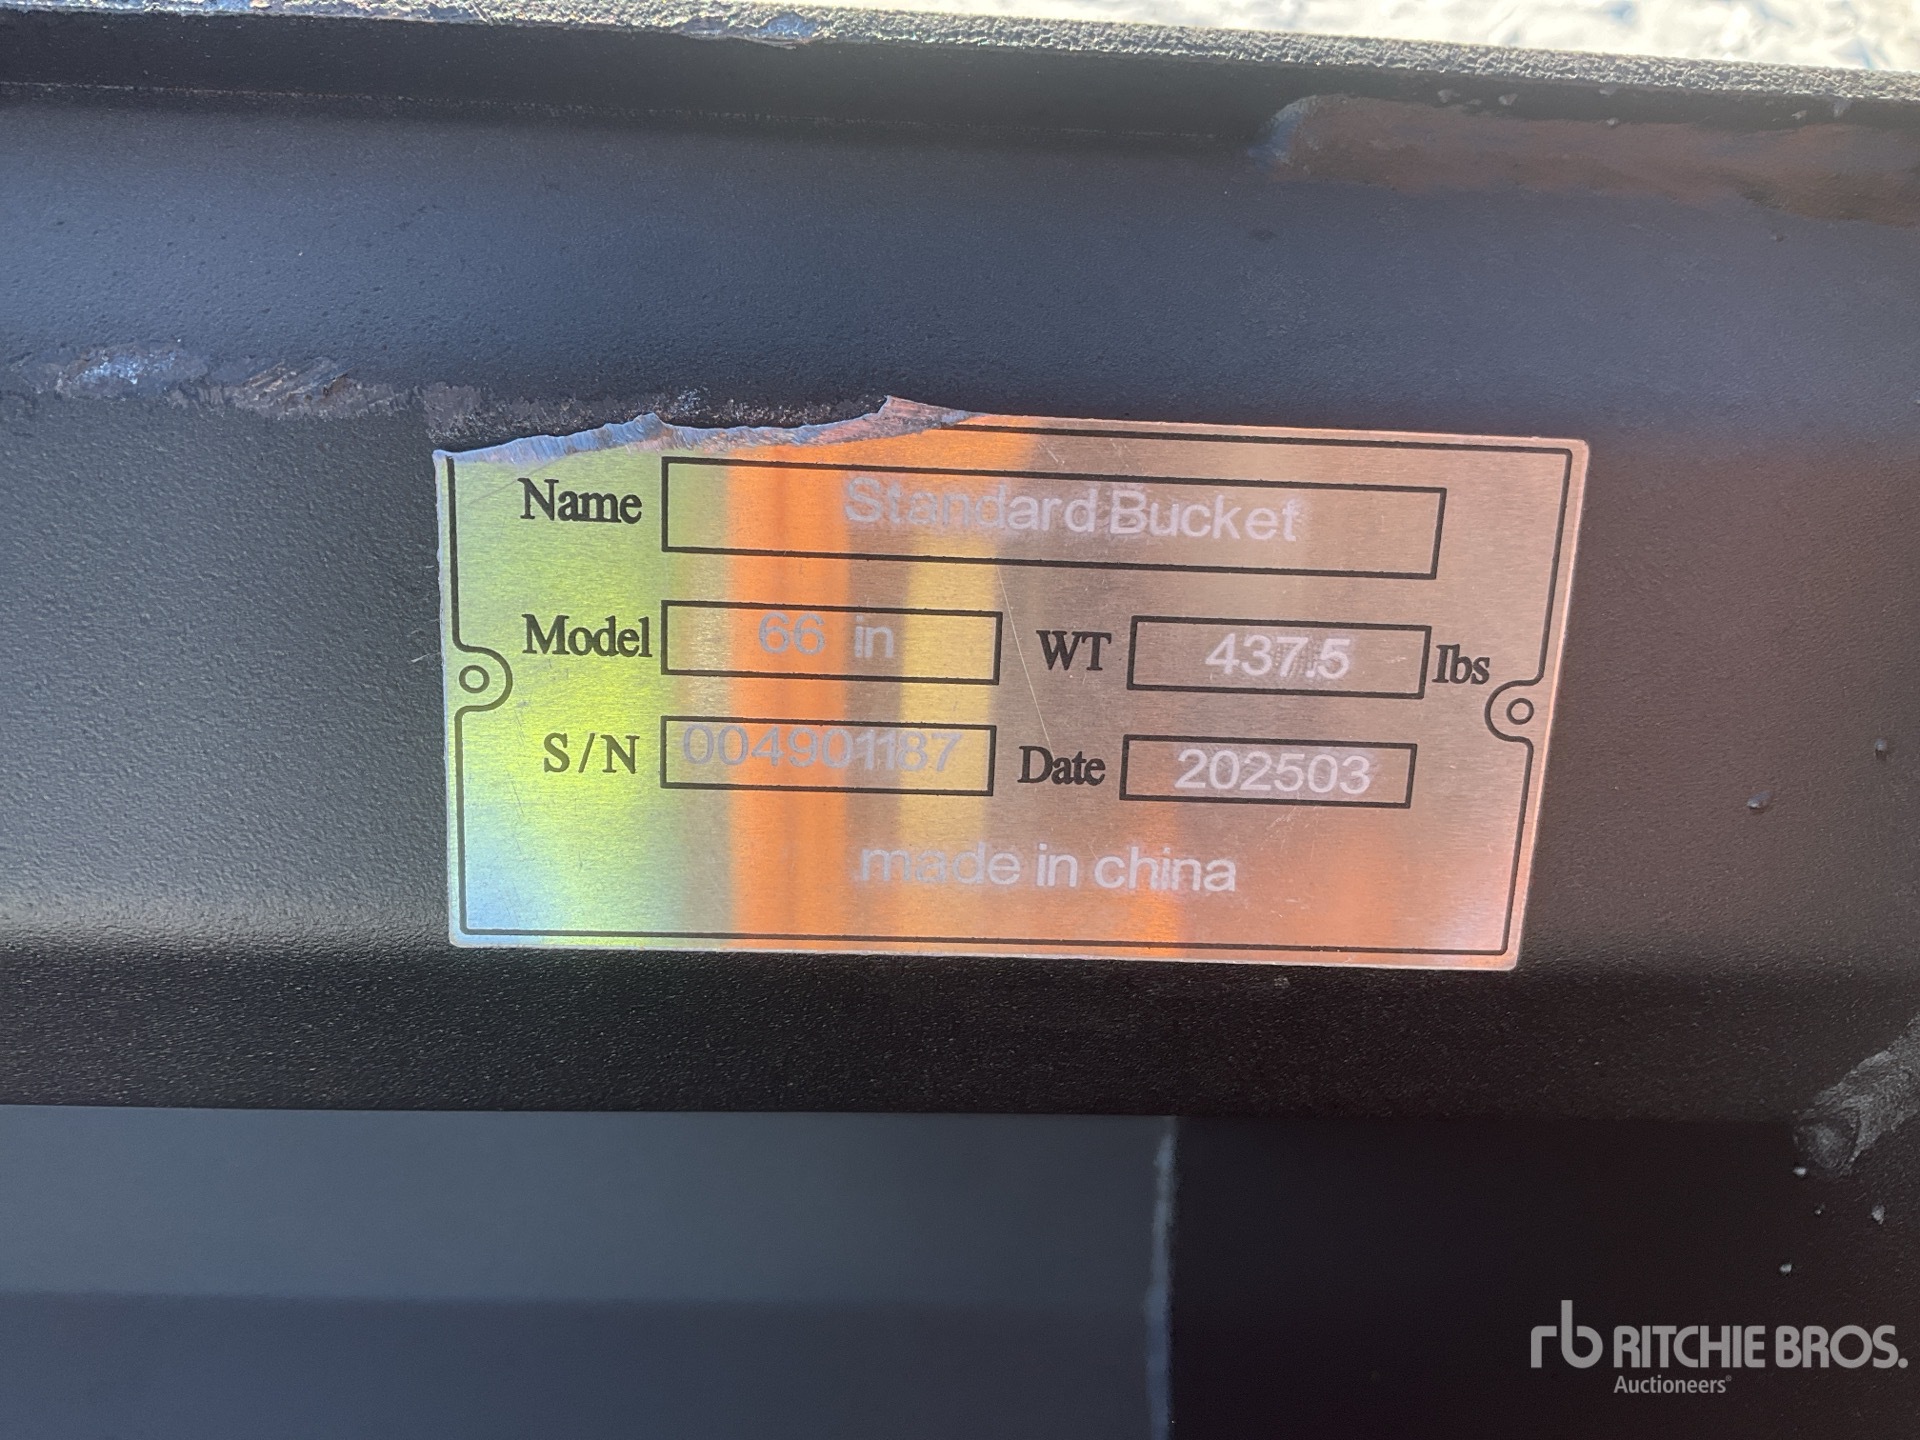 Name Standard Bucket
Model 66 in WT 437.5 lbs
S/N 004901187 Date 202503
made in china
rb RITCHIE BROS.
Auctioneers